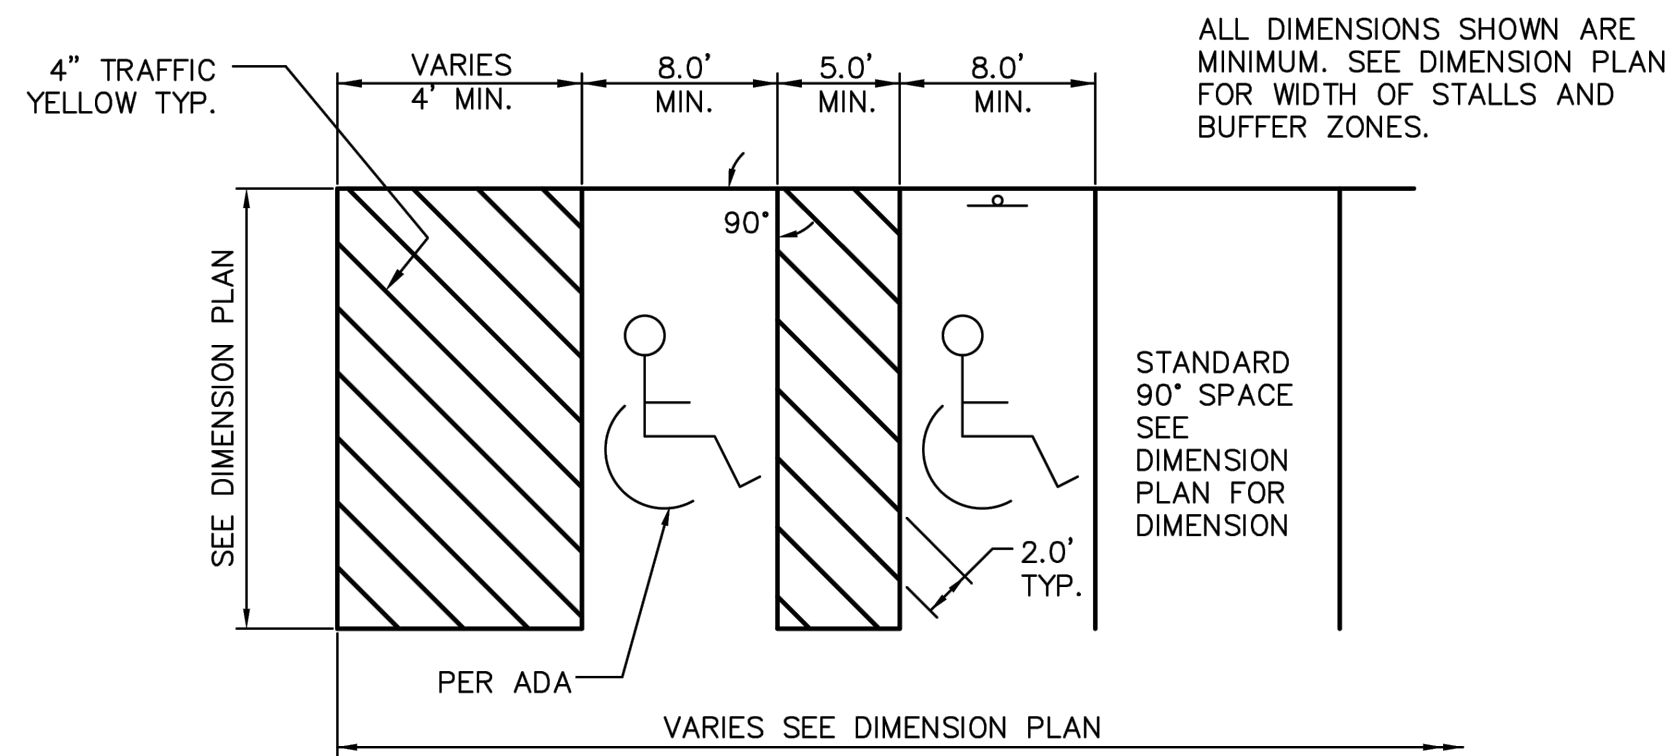 4" TRAFFIC
YELLOW TYP.
VARIES
4' MIN.
8.0'
MIN.
5.0'
MIN.
8.0'
MIN.
ALL DIMENSIONS SHOWN ARE
MINIMUM. SEE DIMENSION PLAN
FOR WIDTH OF STALLS AND
BUFFER ZONES.
90°
SEE DIMENSION PLAN
STANDARD
90° SPACE
SEE
DIMENSION
PLAN FOR
DIMENSION
2.0'
TYP.
PER ADA
VARIES SEE DIMENSION PLAN